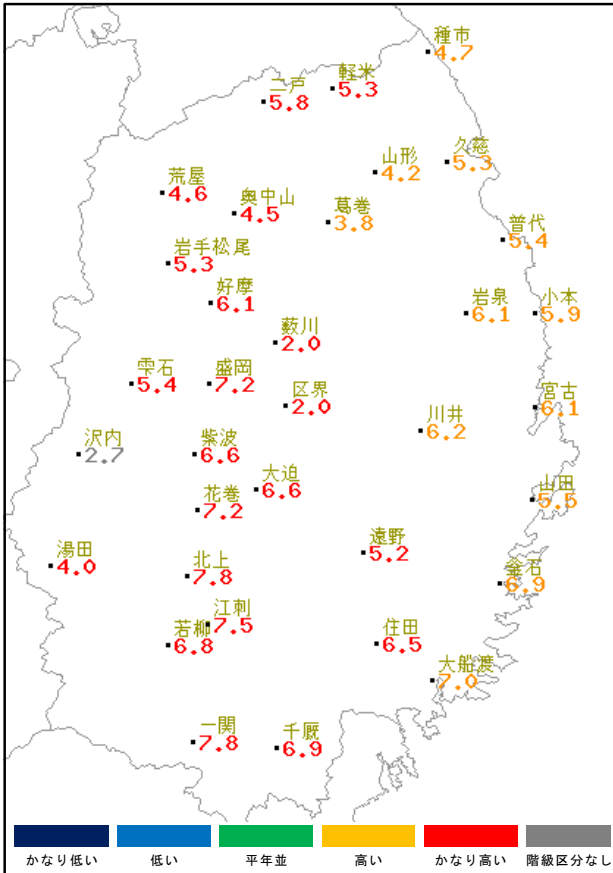 種市
4.7
軽米
5.3
二戸
5.8
久慈
5.3
山形
4.2
荒屋
4.6
奥中山
4.5
葛巻
3.8
普代
5.4
岩手松尾
5.3
好摩
6.1
岩泉
6.1
小本
5.9
薮川
2.0
雫石
5.4
盛岡
7.2
区界
2.0
宮古
6.1
川井
6.2
沢内
2.7
紫波
6.6
大迫
6.6
花巻
7.2
山田
5.5
湯田
4.0
北上
7.8
遠野
5.2
釜石
6.9
江刺
7.5
若柳
6.8
住田
6.5
大船渡
7.0
一関
7.8
千厩
6.9
かなり低い 低い 平年並 高い かなり高い 階級区分なし